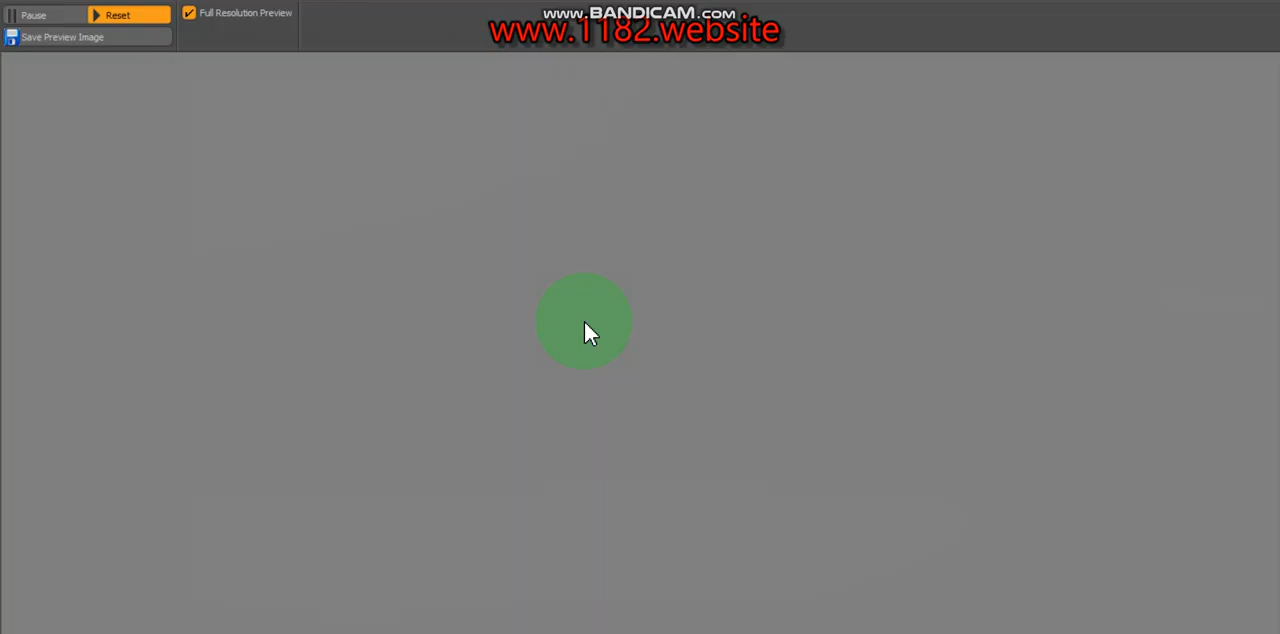 Pause
Reset
Full Resolution Preview
Save Preview Image
www.BANDICAM.com
www.1182.website